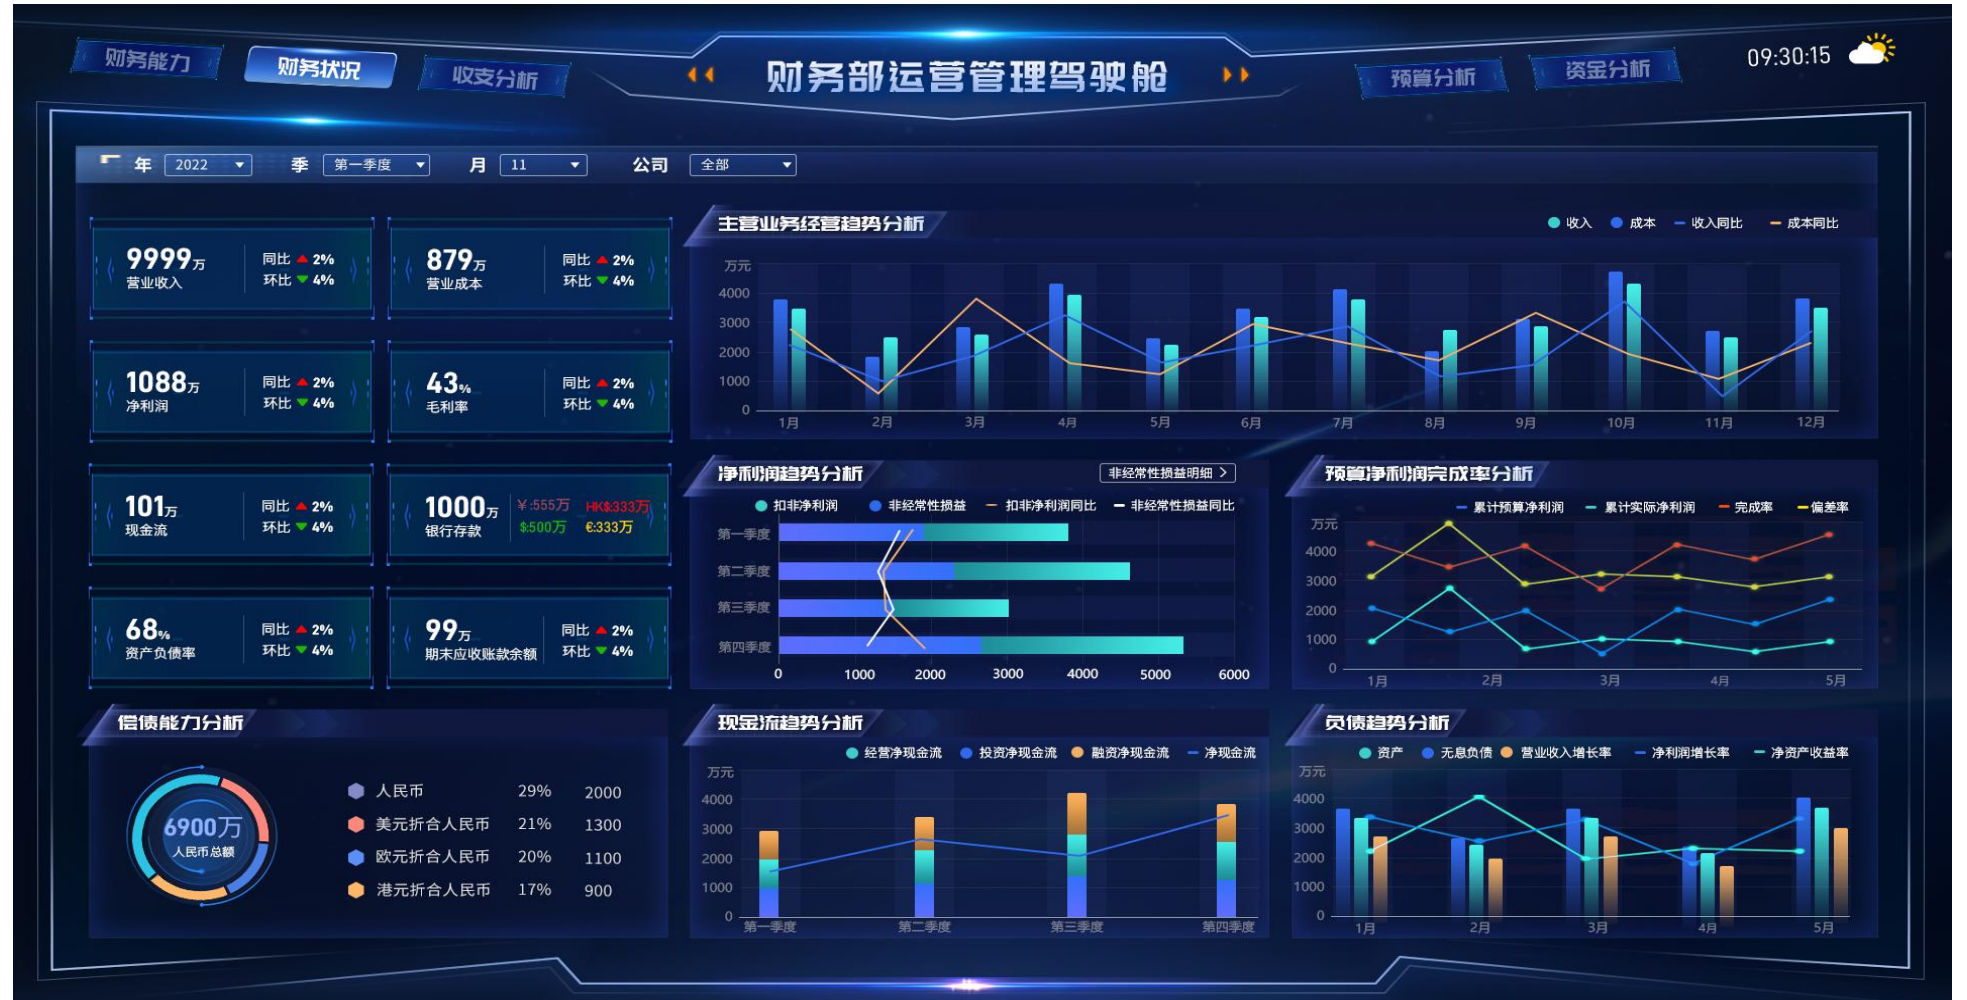 财务能力
财务状况
收支分析
财务部运营管理驾驶舱
预算分析
资金分析
09:30:15
年 2022 季 第一季度 月 11 公司 全部
9999万
营业收入
同比 2%
环比 4%
879万
营业成本
同比 2%
环比 4%
1088万
净利润
同比 2%
环比 4%
43%
毛利率
同比 2%
环比 4%
101万
现金流
同比 2%
环比 4%
1000万
银行存款
¥:555万 HK$:333万
$:500万 €:333万
68%
资产负债率
同比 2%
环比 4%
99万
期末应收账款余额
同比 2%
环比 4%
主营业务经营趋势分析
收入 成本 收入同比 成本同比
万元
4000
3000
2000
1000
0
1月 2月 3月 4月 5月 6月 7月 8月 9月 10月 11月 12月
净利润趋势分析
非经常性损益明细 >
扣非净利润 非经常性损益 扣非净利润同比 非经常性损益同比
第一季度
第二季度
第三季度
第四季度
0 1000 2000 3000 4000 5000 6000
预算净利润完成率分析
累计预算净利润 累计实际净利润 完成率 偏差率
万元
4000
3000
2000
1000
0
1月 2月 3月 4月 5月
偿债能力分析
6900万
人民币总额
人民币 29% 2000
美元折合人民币 21% 1300
欧元折合人民币 20% 1100
港元折合人民币 17% 900
现金流趋势分析
经营净现金流 投资净现金流 融资净现金流 净现金流
万元
4000
3000
2000
1000
0
第一季度 第二季度 第三季度 第四季度
负债趋势分析
资产 无息负债 营业收入增长率 净利润增长率 净资产收益率
万元
4000
3000
2000
1000
0
1月 2月 3月 4月 5月